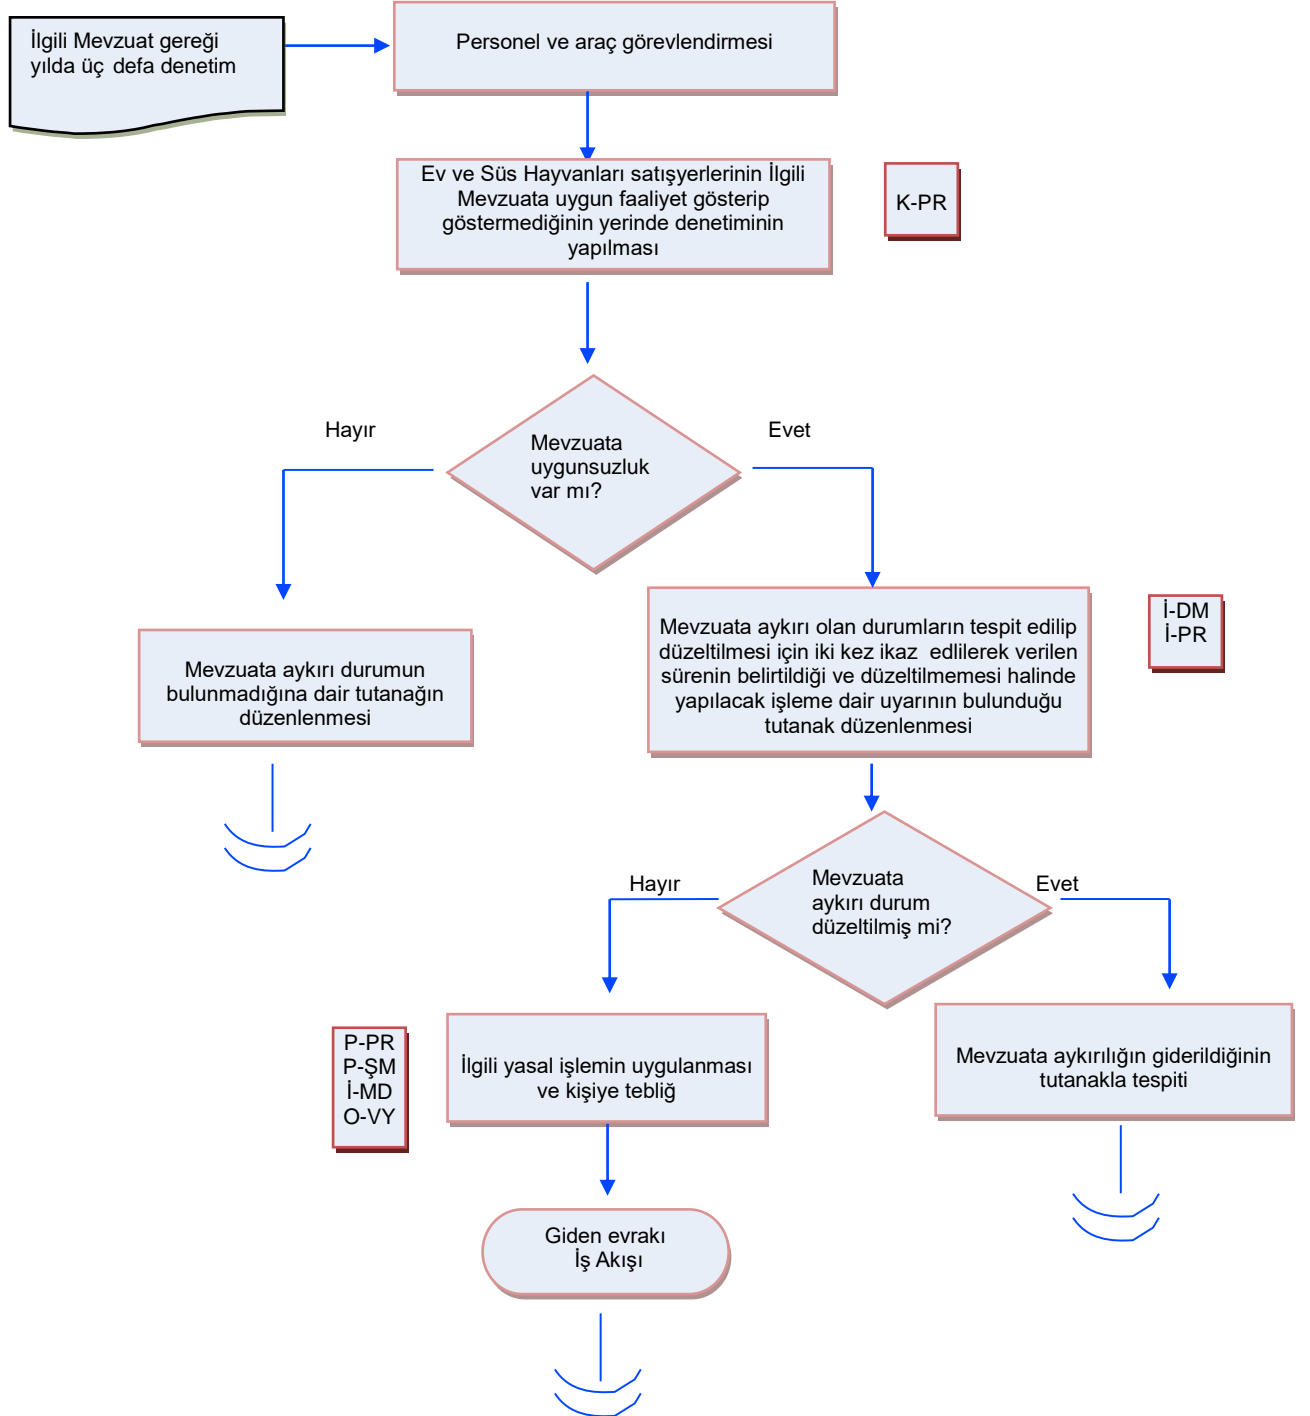 İlgili Mevzuat gereği
yılda üç defa denetim
Personel ve araç görevlendirmesi
Ev ve Süs Hayvanları satışyerlerinin İlgili
Mevzuata uygun faaliyet gösterip
göstermediğinin yerinde denetiminin
yapılması
K-PR
Hayır
Evet
Mevzuata
uygunsuzluk
var mı?
Mevzuata aykırı durumun
bulunmadığına dair tutanağın
düzenlenmesi
Mevzuata aykırı olan durumların tespit edilip
düzeltilmesi için iki kez ikaz edlilerek verilen
sürenin belirtildiği ve düzeltilmemesi halinde
yapılacak işleme dair uyarının bulunduğu
tutanak düzenlenmesi
İ-DM
İ-PR
Hayır
Mevzuata
aykırı durum
düzeltilmiş mi?
Evet
P-PR
P-ŞM
İ-MD
O-VY
İlgili yasal işlemin uygulanması
ve kişiye tebliğ
Mevzuata aykırılığın giderildiğinin
tutanakla tespiti
Giden evrakı
İş Akışı